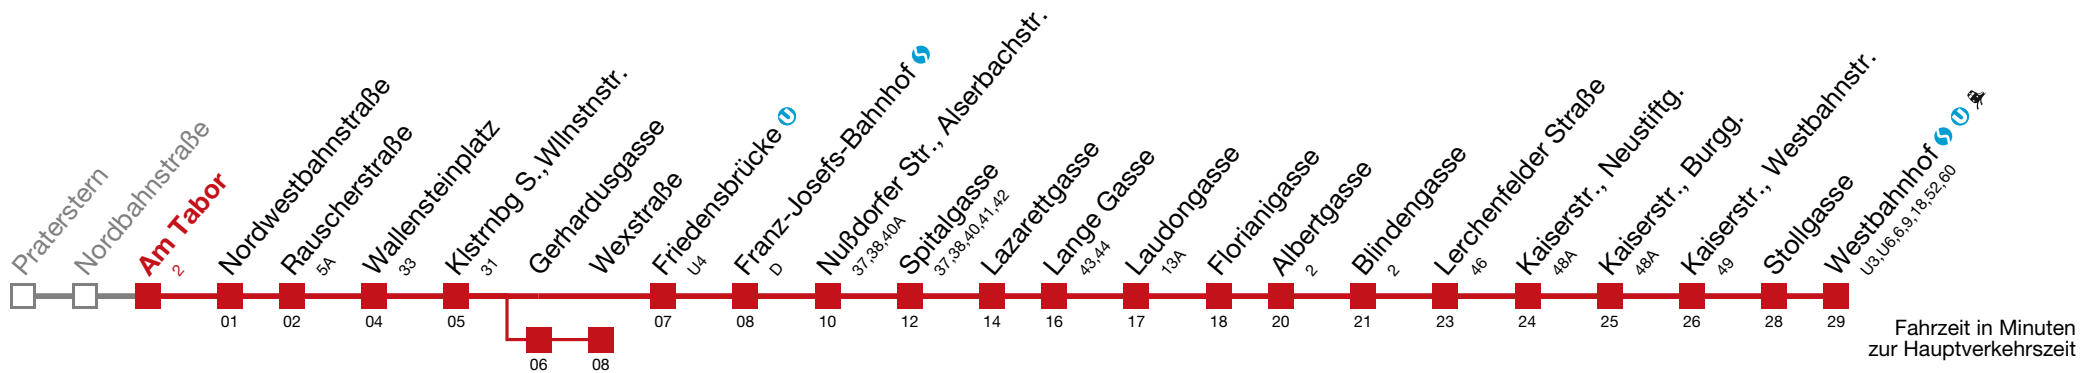 Praterstern
Nordbahnstraße
Am Tabor
2
Nordwestbahnstraße
01
Rauscherstraße
5A
02
Wallensteinplatz
33
04
Klstrnbg S., Wllnstnstr.
31
05
Gerhardusgasse
06
Wexstraße
08
Friedensbrücke U
U4
07
Franz-Josefs-Bahnhof S
D
08
Nußdorfer Str., Alserbachstr.
37,38,40A
10
Spitalgasse
37,38,40,41,42
12
Lazarettgasse
14
Lange Gasse
43,44
16
Laudongasse
13A
17
Florianigasse
18
Albertgasse
2
20
Blindengasse
2
21
Lerchenfelder Straße
46
23
Kaiserstr., Neustiftg.
48A
24
Kaiserstr., Burgg.
48A
25
Kaiserstr., Westbahnstr.
49
26
Stollgasse
28
Westbahnhof S U
U3,U6,6,9,18,52,60
29
Fahrzeit in Minuten
zur Hauptverkehrszeit